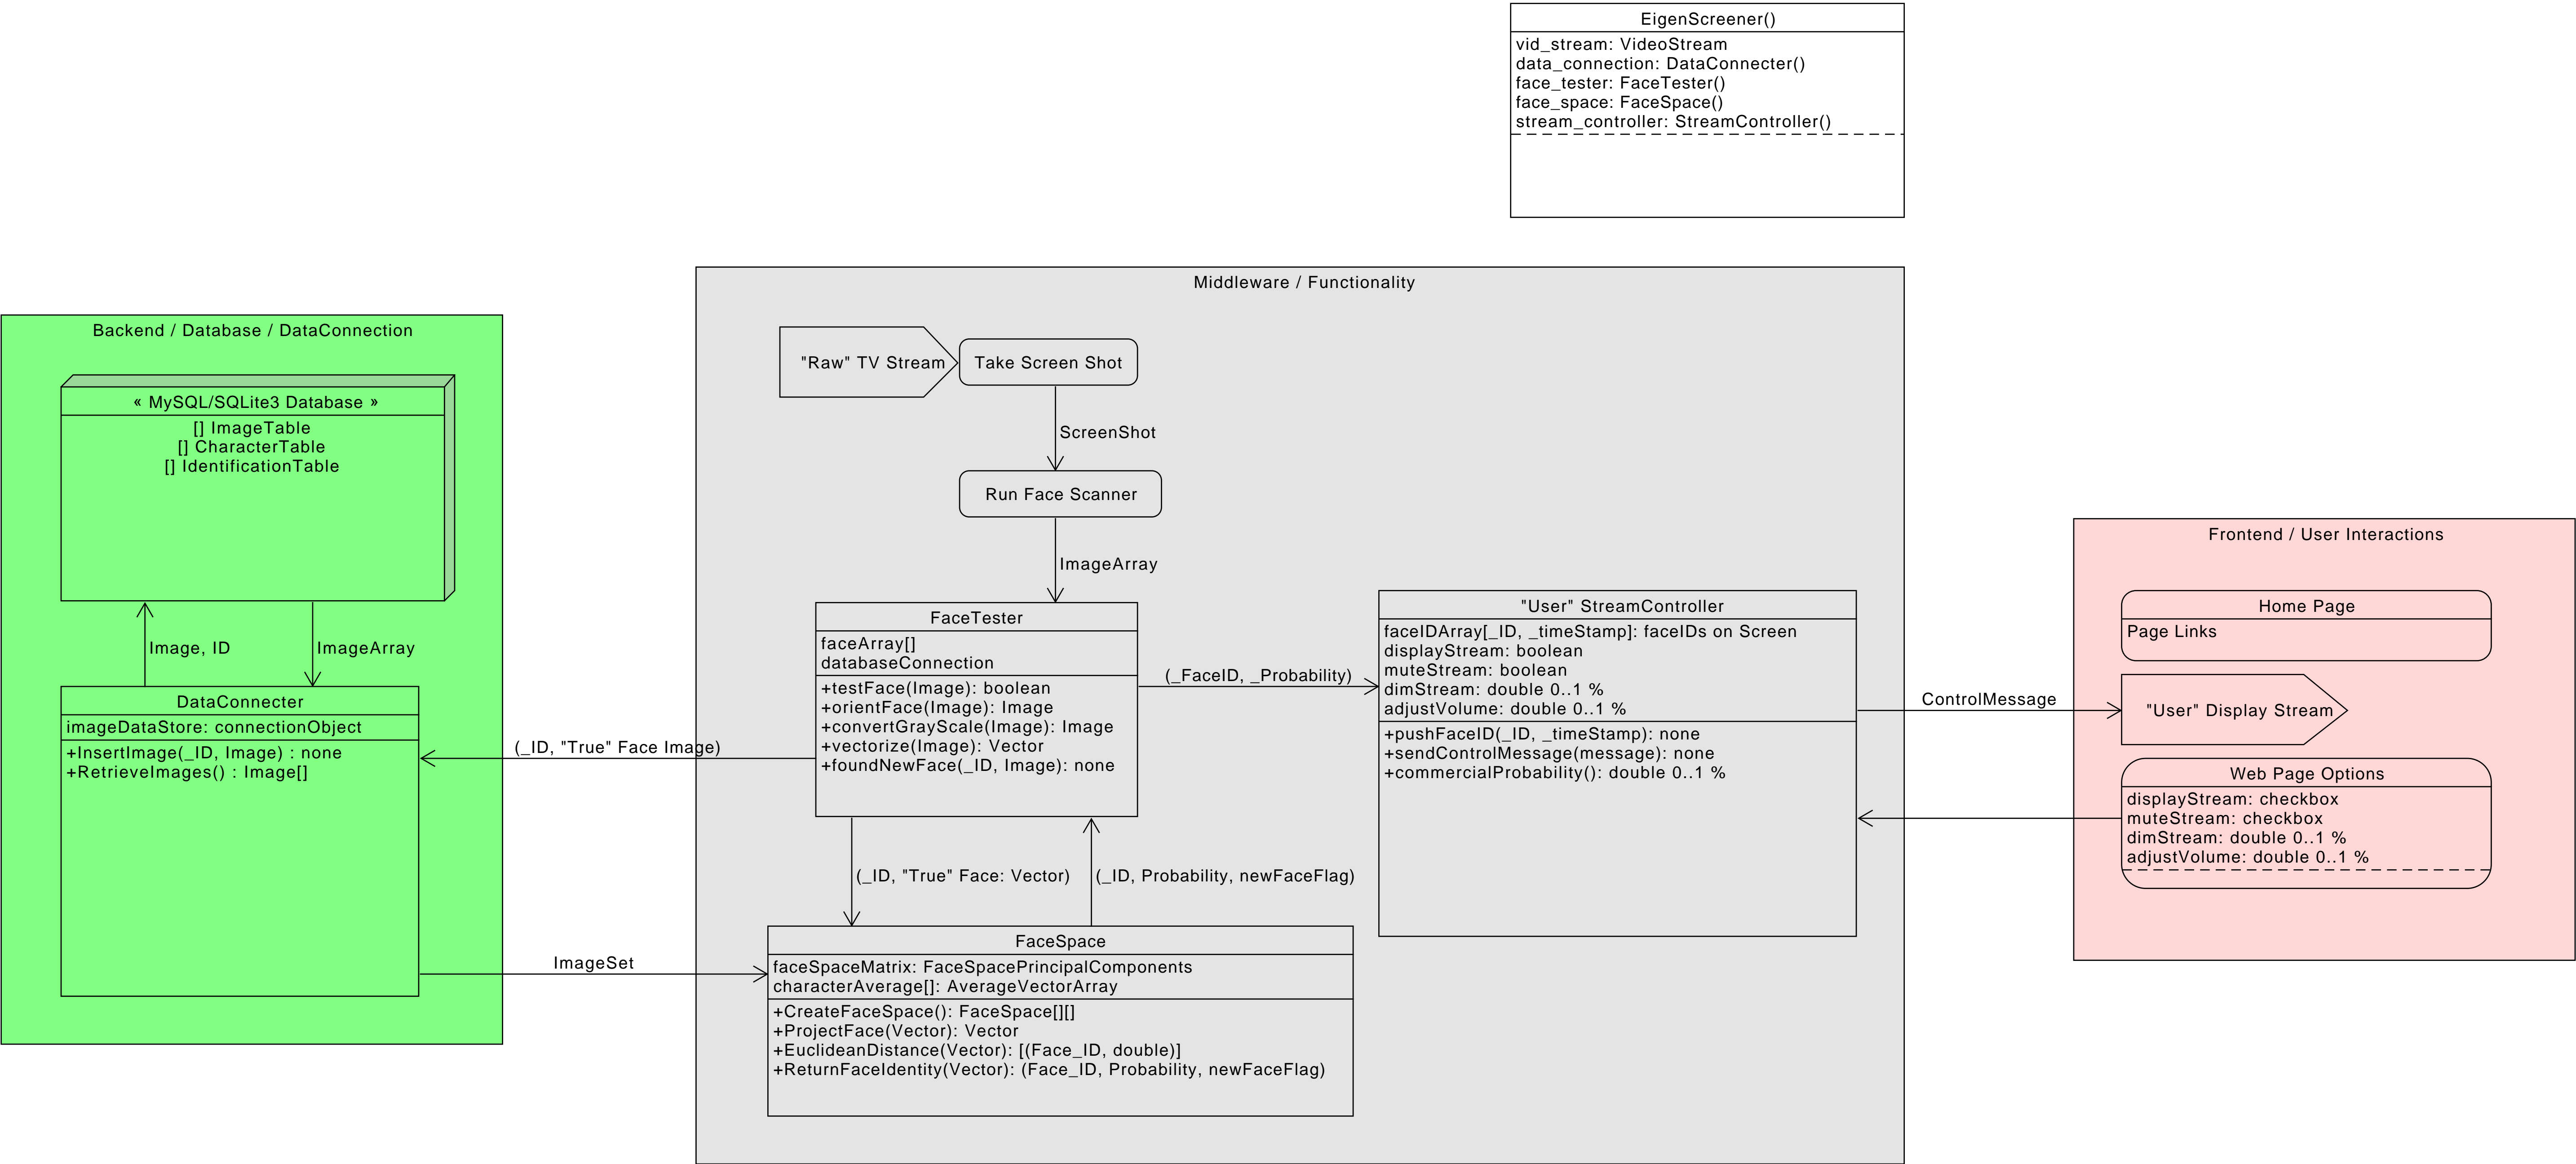 EigenScreener()
vid_stream: VideoStream
data_connection: DataConnecter()
face_tester: FaceTester()
face_space: FaceSpace()
stream_controller: StreamController()
Backend / Database / DataConnection
« MySQL/SQLite3 Database »
[] ImageTable
[] CharacterTable
[] IdentificationTable
Image, ID
ImageArray
DataConnecter
imageDataStore: connectionObject
+InsertImage(_ID, Image) : none
+RetrieveImages() : Image[]
(_ID, "True" Face Image)
ImageSet
Middleware / Functionality
"Raw" TV Stream
Take Screen Shot
ScreenShot
Run Face Scanner
ImageArray
FaceTester
faceArray[]
databaseConnection
+testFace(Image): boolean
+orientFace(Image): Image
+convertGrayScale(Image): Image
+vectorize(Image): Vector
+foundNewFace(_ID, Image): none
(_FaceID, _Probability)
(_ID, "True" Face: Vector)
(_ID, Probability, newFaceFlag)
FaceSpace
faceSpaceMatrix: FaceSpacePrincipalComponents
characterAverage[]: AverageVectorArray
+CreateFaceSpace(): FaceSpace[][]
+ProjectFace(Vector): Vector
+EuclideanDistance(Vector): [(Face_ID, double)]
+ReturnFaceIdentity(Vector): (Face_ID, Probability, newFaceFlag)
"User" StreamController
faceIDArray[_ID, _timeStamp]: faceIDs on Screen
displayStream: boolean
muteStream: boolean
dimStream: double 0..1 %
adjustVolume: double 0..1 %
+pushFaceID(_ID, _timeStamp): none
+sendControlMessage(message): none
+commercialProbability(): double 0..1 %
ControlMessage
Frontend / User Interactions
Home Page
Page Links
"User" Display Stream
Web Page Options
displayStream: checkbox
muteStream: checkbox
dimStream: double 0..1 %
adjustVolume: double 0..1 %